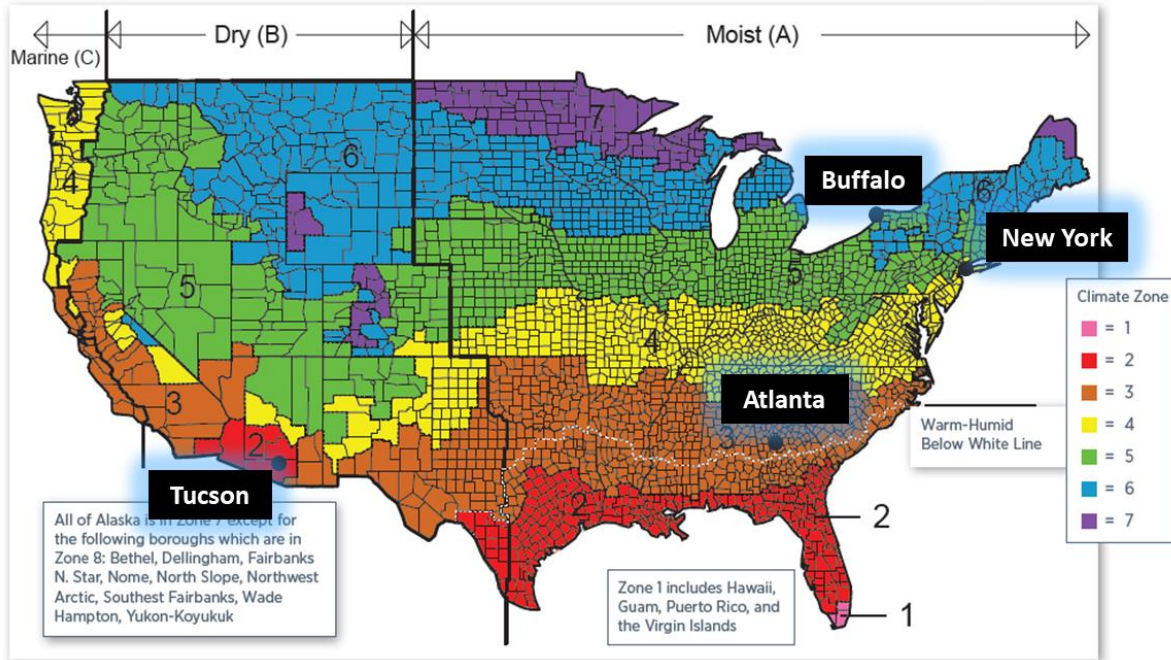 Marine (C)
Dry (B)
Moist (A)
7
6
6
4
Buffalo
New York
5
5
4
Climate Zone
= 1
= 2
= 3
= 4
= 5
= 6
= 7
3
Atlanta
3
Warm-Humid
Below White Line
2
Tucson
2
2
All of Alaska is in Zone 7 except for
the following boroughs which are in
Zone 8: Bethel, Dellingham, Fairbanks
N. Star, Nome, North Slope, Northwest
Arctic, Southest Fairbanks, Wade
Hampton, Yukon-Koyukuk
Zone 1 includes Hawaii,
Guam, Puerto Rico, and
the Virgin Islands
1